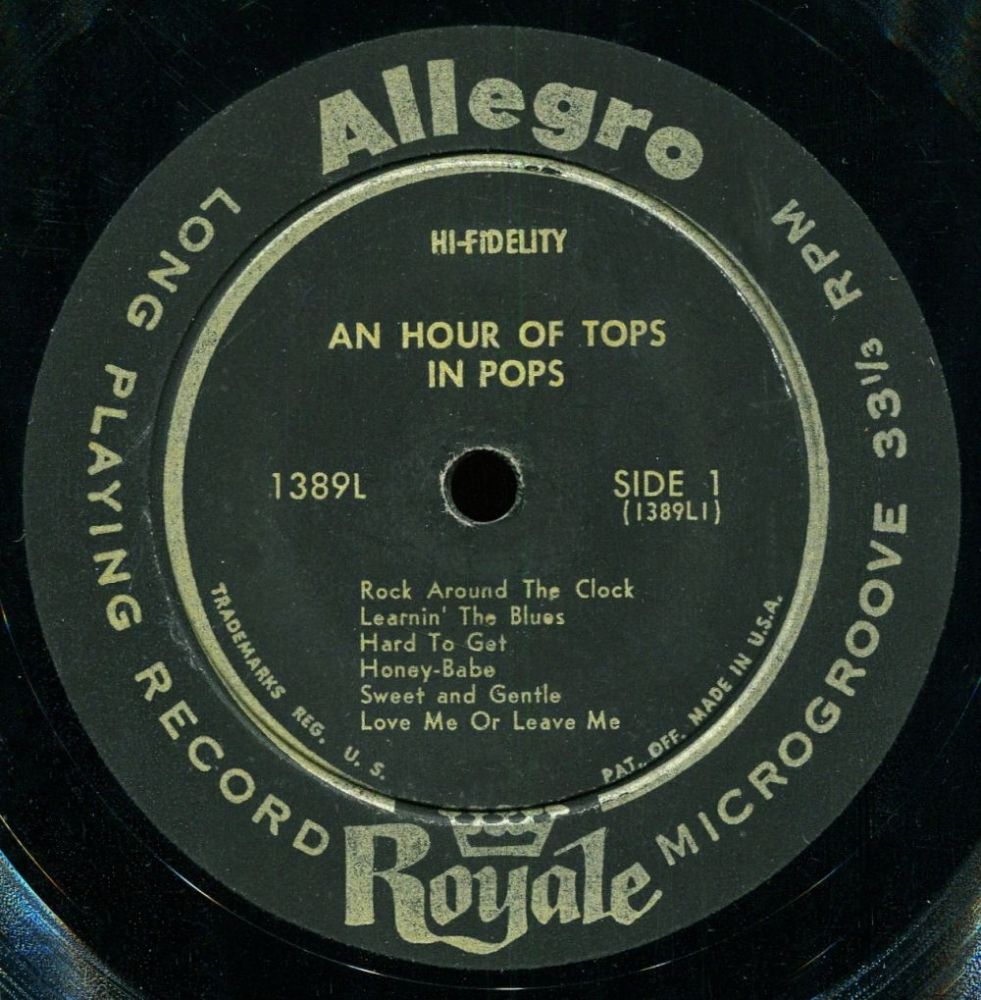 Allegro
HI-FIDELITY
AN HOUR OF TOPS
IN POPS
1389L
SIDE 1
(1389L1)
Rock Around The Clock
Learnin' The Blues
Hard To Get
Honey-Babe
Sweet and Gentle
Love Me Or Leave Me
TRADEMARKS REG. U. S. PAT. OFF. MADE IN U.S.A.
LONG PLAYING RECORD
Royale
MICROGROOVE 33 1/3 RPM